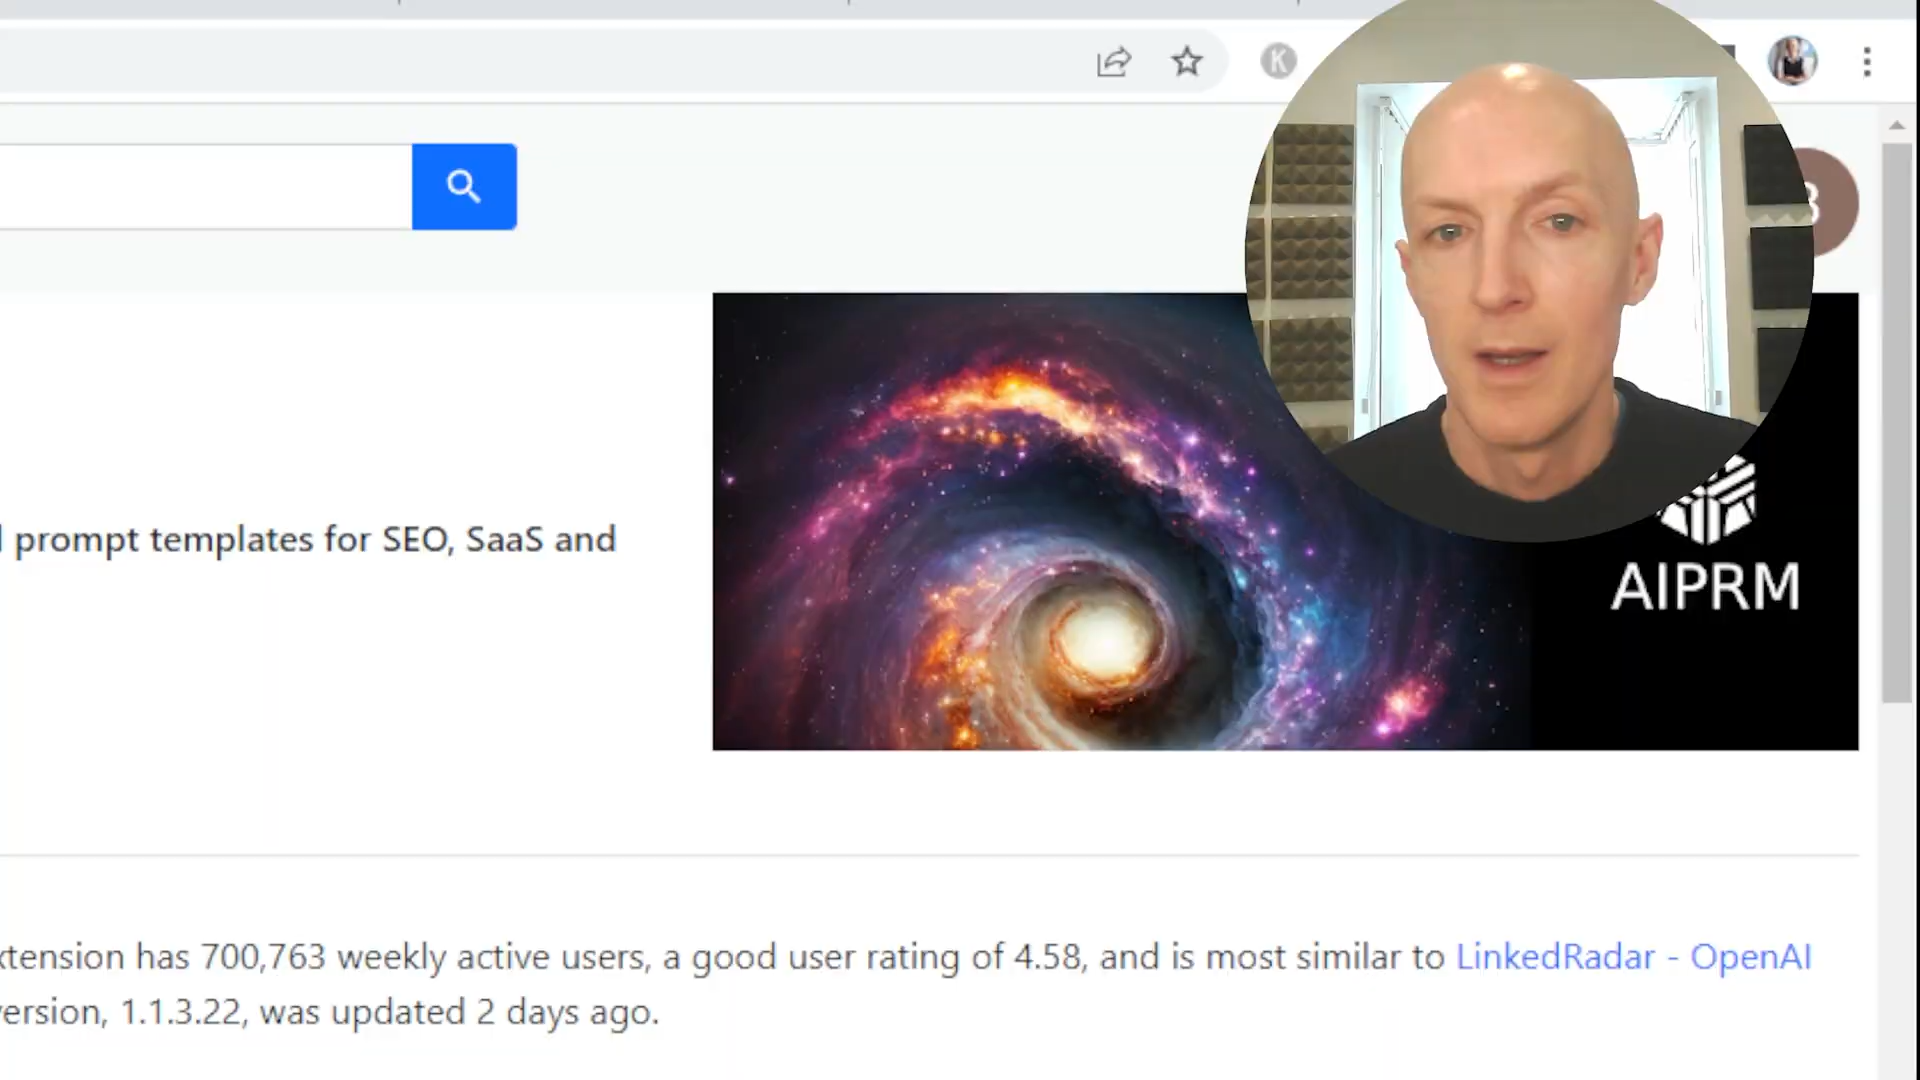 K
prompt templates for SEO, SaaS and
AIPRM
xtension has 700,763 weekly active users, a good user rating of 4.58, and is most similar to LinkedRadar - OpenAI
version, 1.1.3.22, was updated 2 days ago.